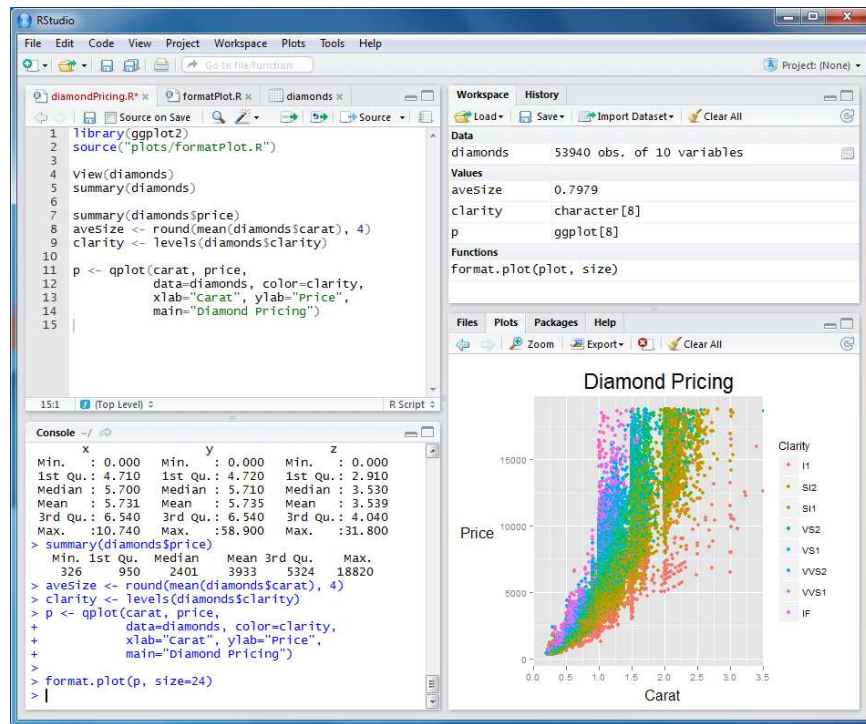 RStudio
File Edit Code View Project Workspace Plots Tools Help
Go to file/function
Project: (None)
diamondPricing.R* formatPlot.R diamonds
Source on Save Source
1 library(ggplot2)
2 source("plots/formatPlot.R")
3
4 View(diamonds)
5 summary(diamonds)
6
7 summary(diamonds$price)
8 aveSize <- round(mean(diamonds$carat), 4)
9 clarity <- levels(diamonds$clarity)
10
11 p <- qplot(carat, price,
12 data=diamonds, color=clarity,
13 xlab="Carat", ylab="Price",
14 main="Diamond Pricing")
15
15:1 (Top Level) R Script
Console ~/
x y z
Min. : 0.000 Min. : 0.000 Min. : 0.000
1st Qu.: 4.710 1st Qu.: 4.720 1st Qu.: 2.910
Median : 5.700 Median : 5.710 Median : 3.530
Mean : 5.731 Mean : 5.735 Mean : 3.539
3rd Qu.: 6.540 3rd Qu.: 6.540 3rd Qu.: 4.040
Max. :10.740 Max. :58.900 Max. :31.800
> summary(diamonds$price)
Min. 1st Qu. Median Mean 3rd Qu. Max.
326 950 2401 3933 5324 18820
> aveSize <- round(mean(diamonds$carat), 4)
> clarity <- levels(diamonds$clarity)
> p <- qplot(carat, price,
+ data=diamonds, color=clarity,
+ xlab="Carat", ylab="Price",
+ main="Diamond Pricing")
>
> format.plot(p, size=24)
>
Workspace History
Load Save Import Dataset Clear All
Data
diamonds 53940 obs. of 10 variables
Values
aveSize 0.7979
clarity character[8]
p ggplot[8]
Functions
format.plot(plot, size)
Files Plots Packages Help
Zoom Export Clear All
Diamond Pricing
Price
15000
10000
5000
0
0.0 0.5 1.0 1.5 2.0 2.5 3.0 3.5
Carat
Clarity
I1
SI2
SI1
VS2
VS1
VVS2
VVS1
IF